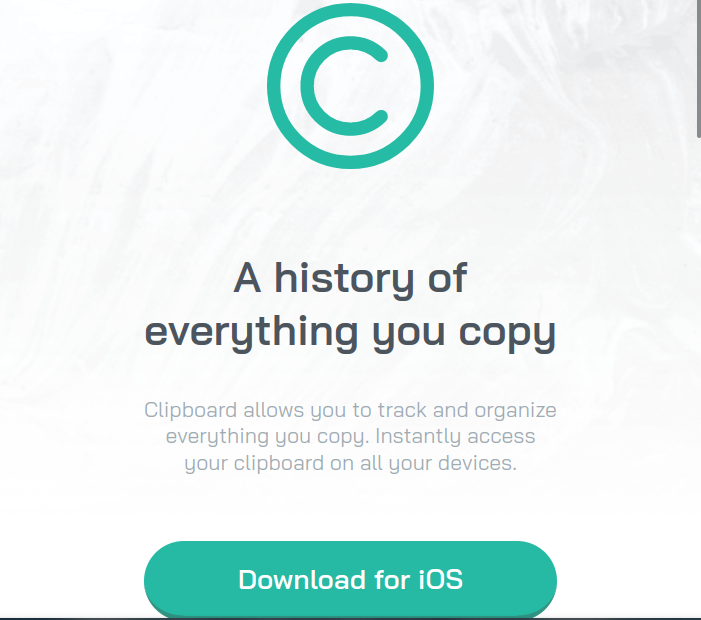 A history of
everything you copy
Clipboard allows you to track and organize
everything you copy. Instantly access
your clipboard on all your devices.
Download for iOS